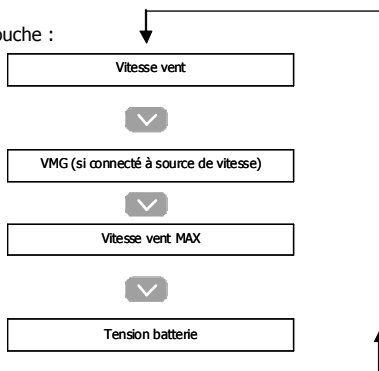 ouche :
Vitesse vent
VMG (si connecté à source de vitesse)
Vitesse vent MAX
Tension batterie